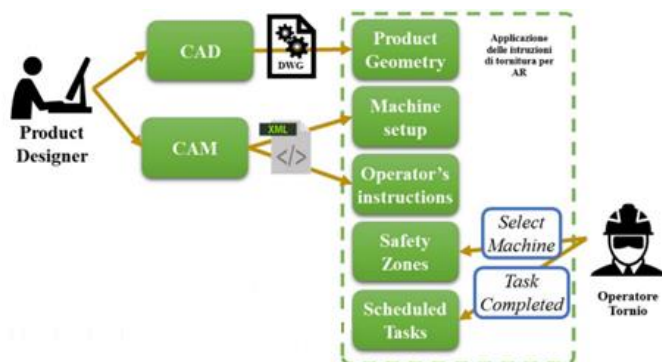 CAD
DWG
Product
Geometry
Applicazione
delle istruzioni
di tornitura per
AR
Product
Designer
CAM
XML
</>
Machine
setup
Operator's
instructions
Safety
Zones
Select
Machine
Scheduled
Tasks
Task
Completed
Operatore
Tornio